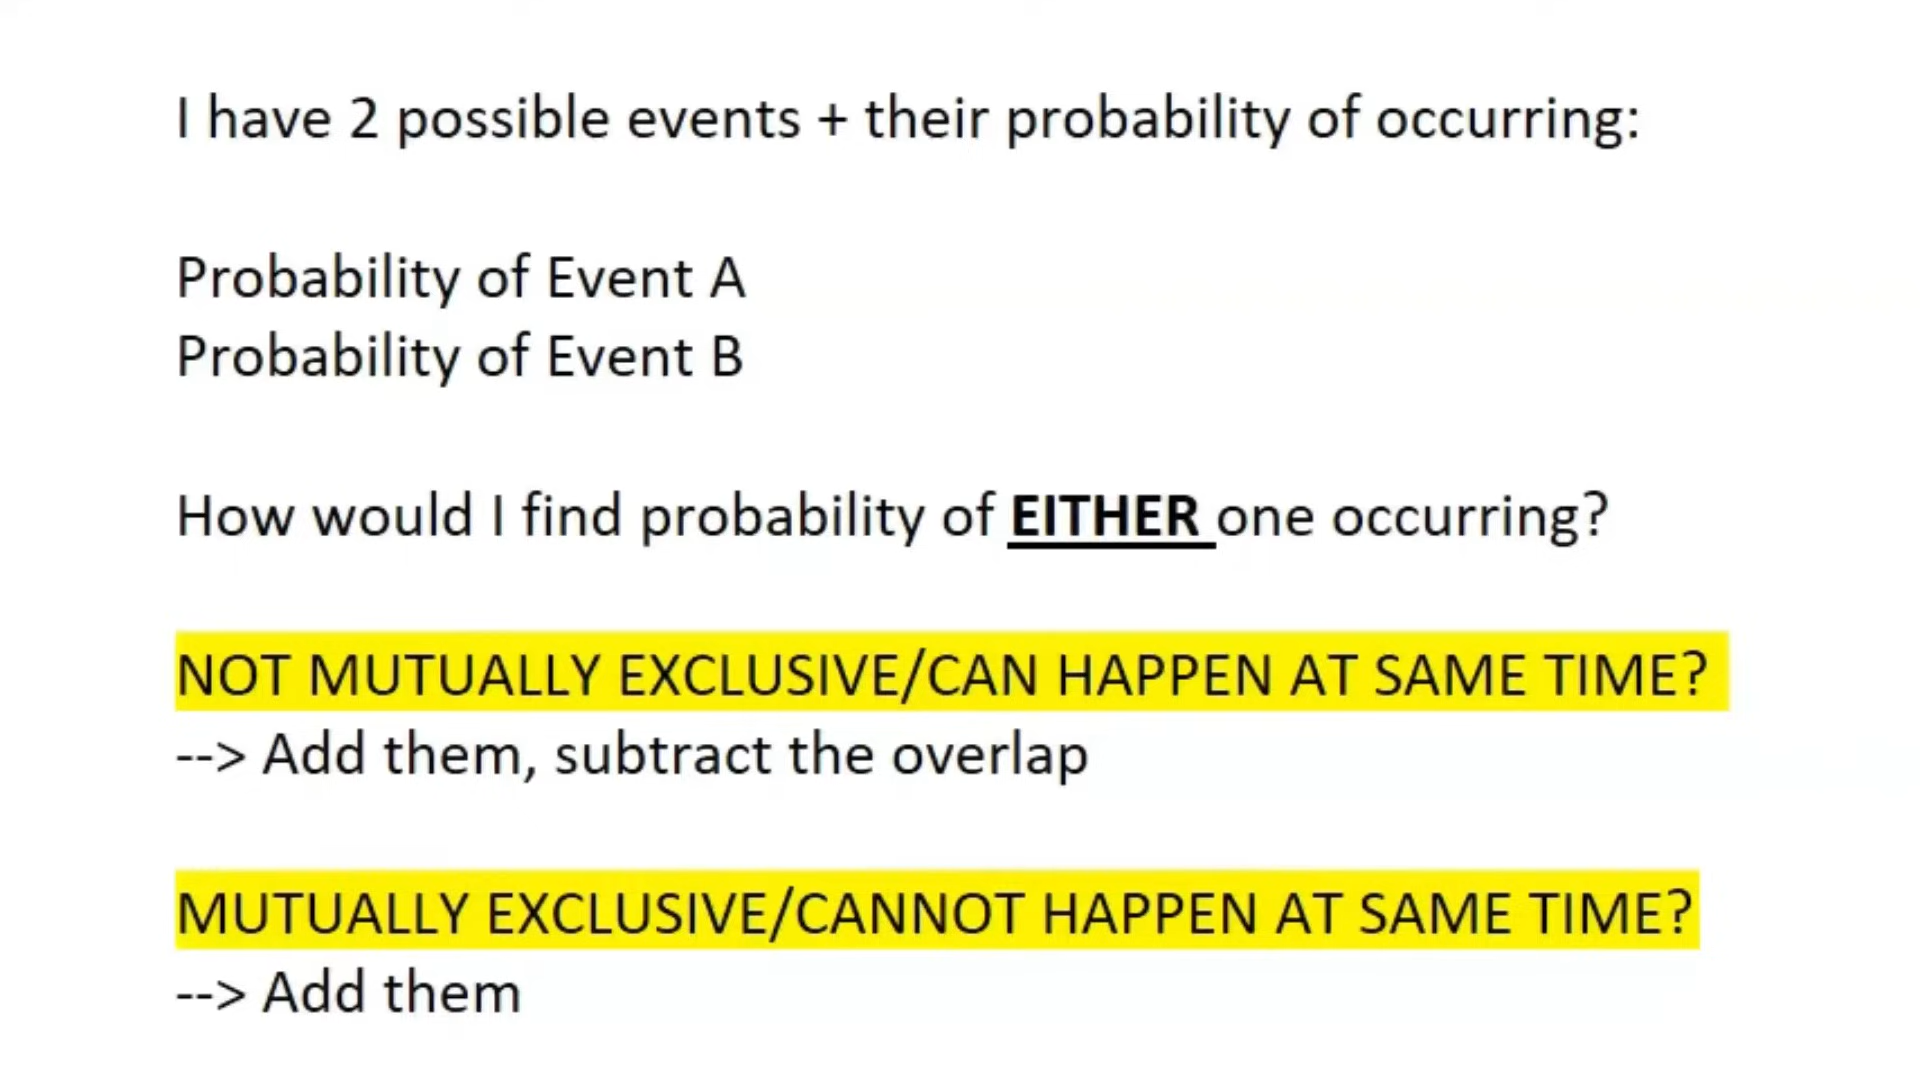 I have 2 possible events + their probability of occurring:
Probability of Event A
Probability of Event B
How would I find probability of EITHER one occurring?
NOT MUTUALLY EXCLUSIVE/CAN HAPPEN AT SAME TIME?
--> Add them, subtract the overlap
MUTUALLY EXCLUSIVE/CANNOT HAPPEN AT SAME TIME?
--> Add them